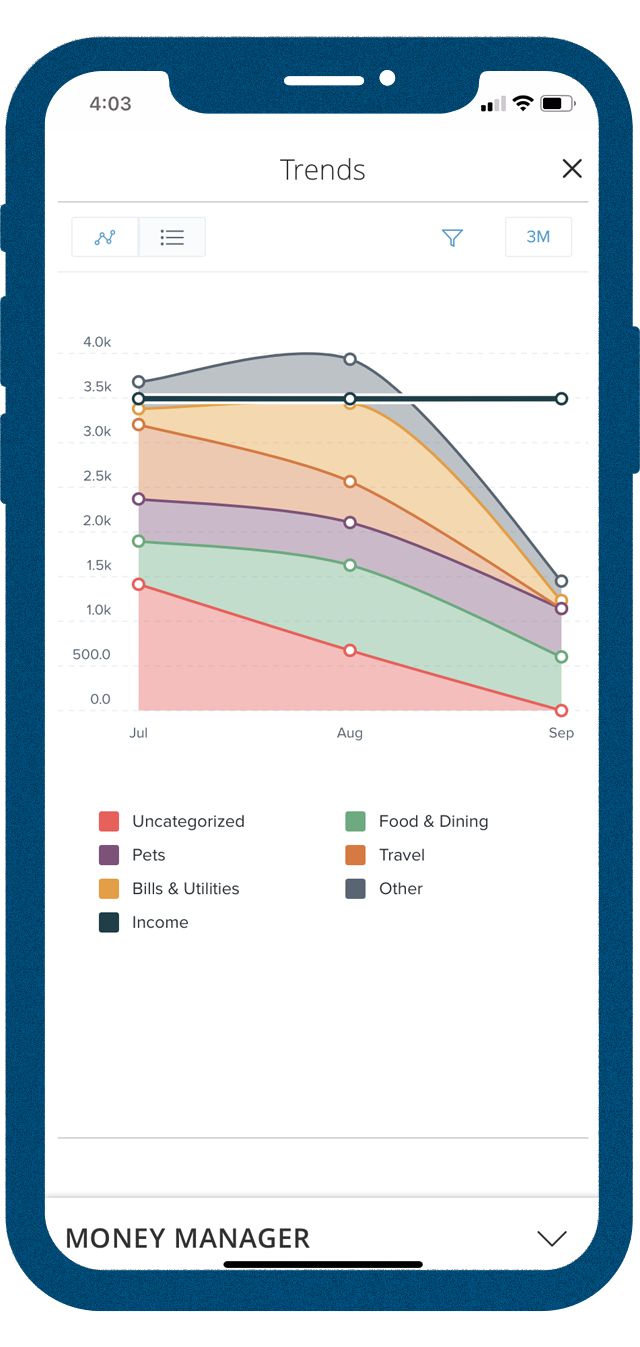 4:03
Trends
3M
4.0k
3.5k
3.0k
2.5k
2.0k
1.5k
1.0k
500.0
0.0
Jul Aug Sep
Uncategorized Food & Dining
Pets Travel
Bills & Utilities Other
Income
MONEY MANAGER